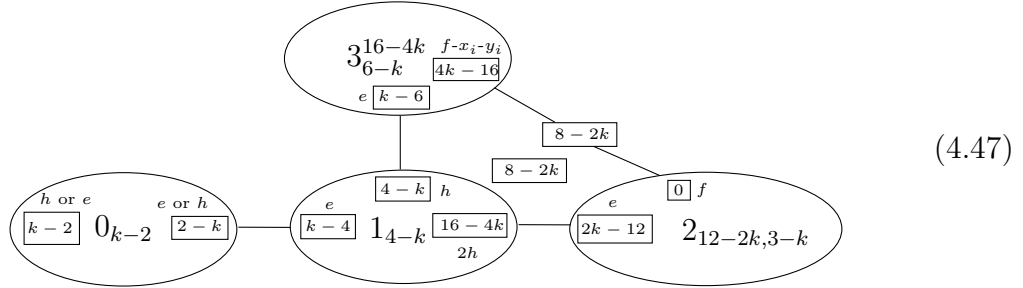 3_{6-k}^{16-4k} f-x_i-y_i
4k − 16
e k − 6
8 − 2k
(4.47)
8 − 2k
4 − k h
0 f
h or e
e or h
e
e
k − 2 0_{k−2} 2 − k
k − 4 1_{4−k} 16 − 4k
2k − 12 2_{12−2k,3−k}
2h